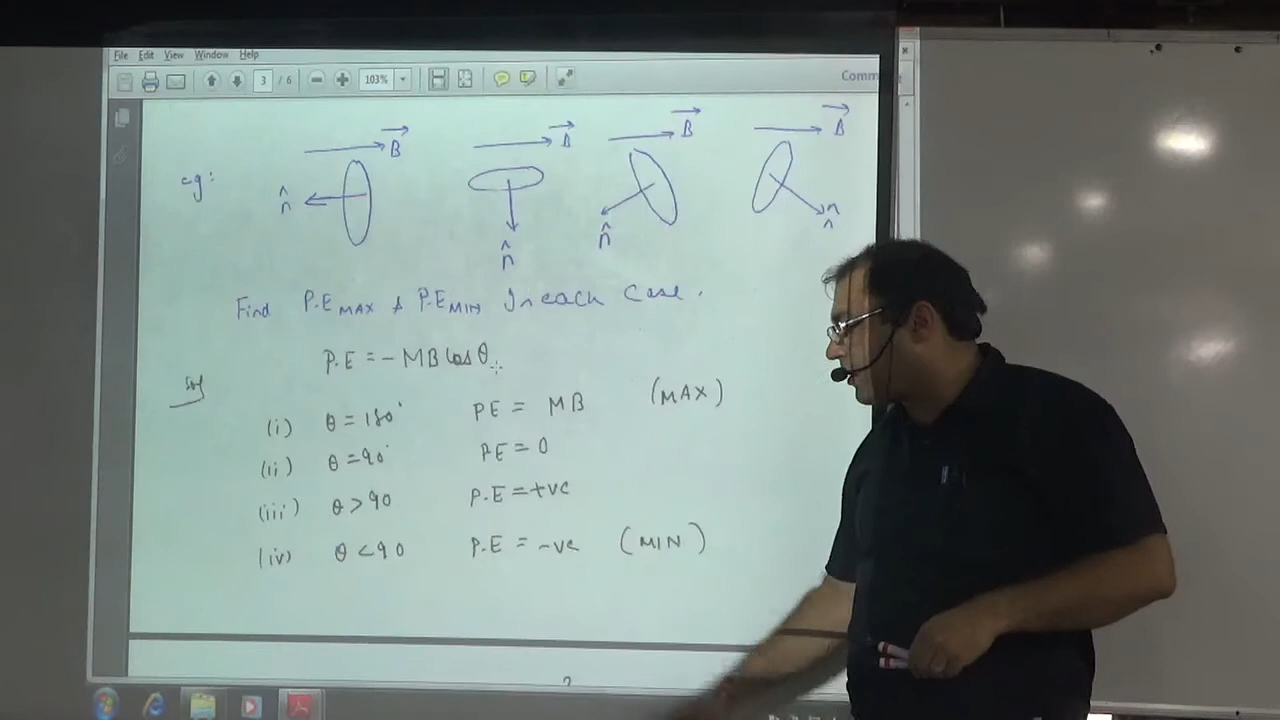 File Edit View Window Help
3 / 6 103% Comm
B B B B
eg:
n̂ n̂ n̂ n̂
Find P.E MAX & P.E MIN In each case.
P.E = - MB cos θ
Sol
(i) θ = 180° PE = MB (MAX)
(ii) θ = 90° PE = 0
(iii) θ > 90 P.E = +ve
(iv) θ < 90 P.E = -ve (MIN)